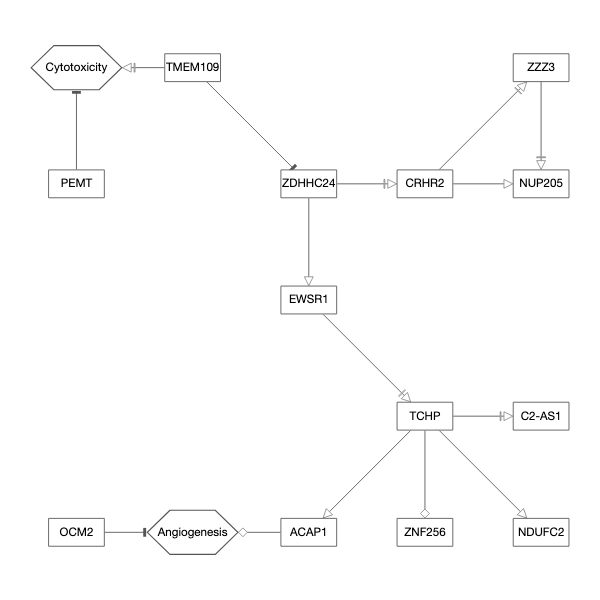 Cytotoxicity
TMEM109
ZZZ3
PEMT
ZDHHC24
CRHR2
NUP205
EWSR1
TCHP
C2-AS1
OCM2
Angiogenesis
ACAP1
ZNF256
NDUFC2